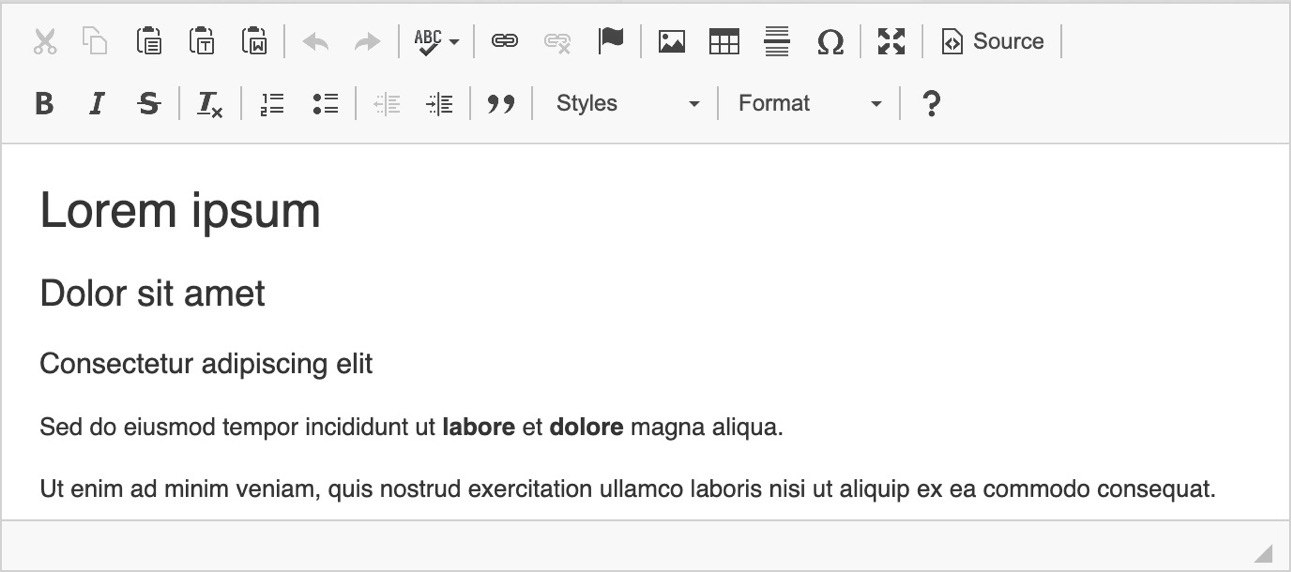 ABC
Source
Styles
Format
?
Lorem ipsum
Dolor sit amet
Consectetur adipiscing elit
Sed do eiusmod tempor incididunt ut labore et dolore magna aliqua.
Ut enim ad minim veniam, quis nostrud exercitation ullamco laboris nisi ut aliquip ex ea commodo consequat.